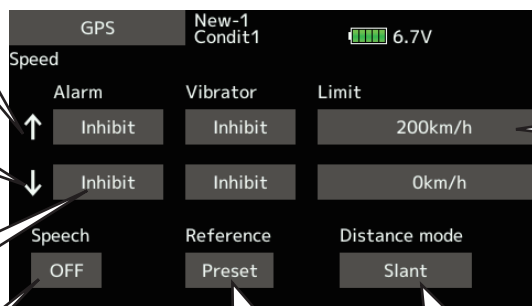 GPS
New-1
Condit1
6.7V
Speed
Alarm Vibrator Limit
↑ Inhibit Inhibit 200km/h
↓ Inhibit Inhibit 0km/h
Speech Reference Distance mode
OFF Preset Slant